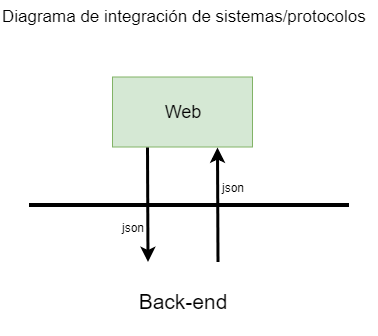 Diagrama de integración de sistemas/protocolos
Web
json
json
Back-end